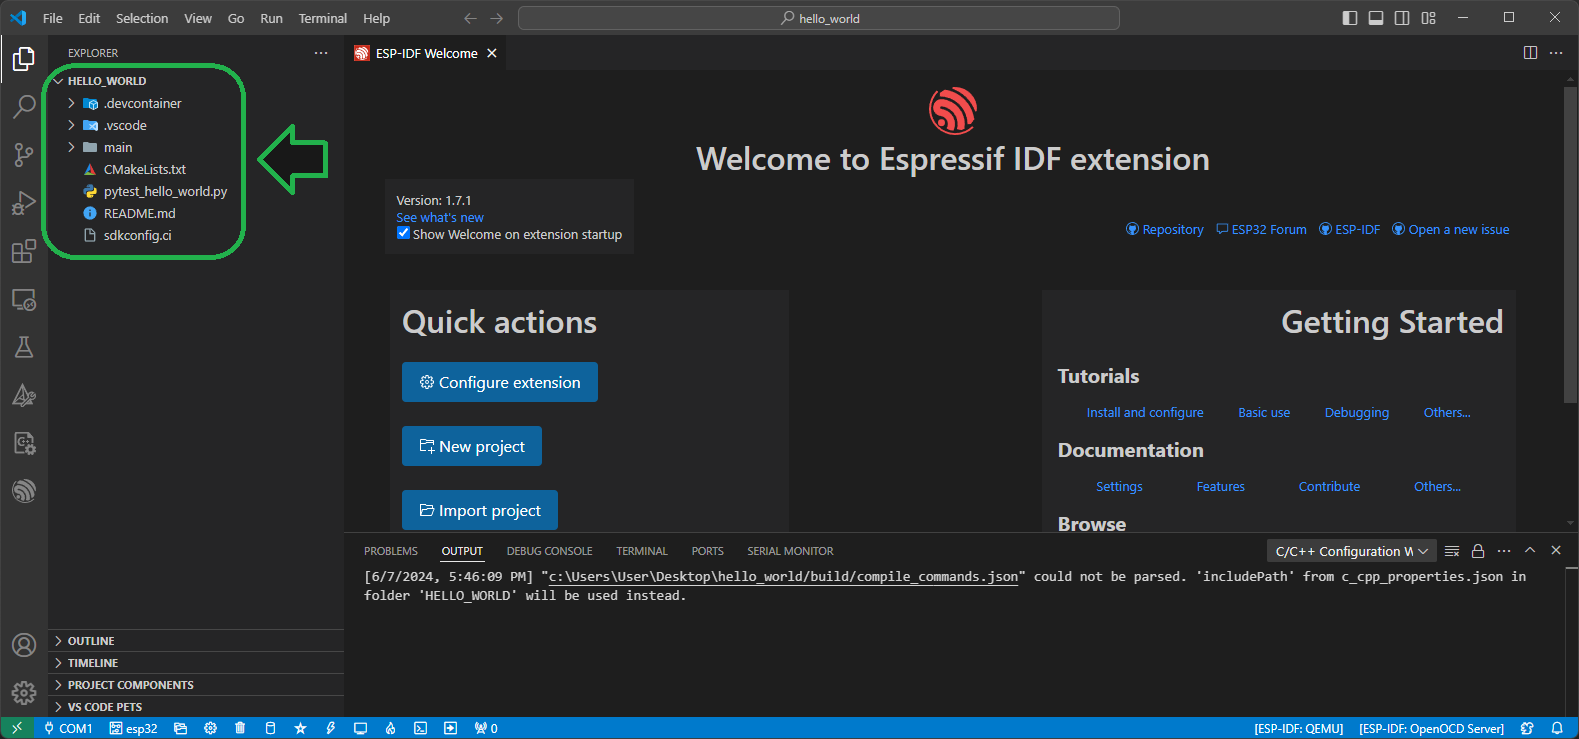 File Edit Selection View Go Run Terminal Help
hello_world
EXPLORER
HELLO_WORLD
.devcontainer
.vscode
main
CMakeLists.txt
pytest_hello_world.py
README.md
sdkconfig.ci
OUTLINE
TIMELINE
PROJECT COMPONENTS
VS CODE PETS
ESP-IDF Welcome
Welcome to Espressif IDF extension
Version: 1.7.1
See what's new
Show Welcome on extension startup
Repository ESP32 Forum ESP-IDF Open a new issue
Quick actions
Configure extension
New project
Import project
Getting Started
Tutorials
Install and configure Basic use Debugging Others...
Documentation
Settings Features Contribute Others...
Browse
PROBLEMS OUTPUT DEBUG CONSOLE TERMINAL PORTS SERIAL MONITOR
C/C++ Configuration W
[6/7/2024, 5:46:09 PM] "c:\Users\User\Desktop\hello_world/build/compile_commands.json" could not be parsed. 'includePath' from c_cpp_properties.json in
folder 'HELLO_WORLD' will be used instead.
COM1 esp32 0 [ESP-IDF: QEMU] [ESP-IDF: OpenOCD Server]